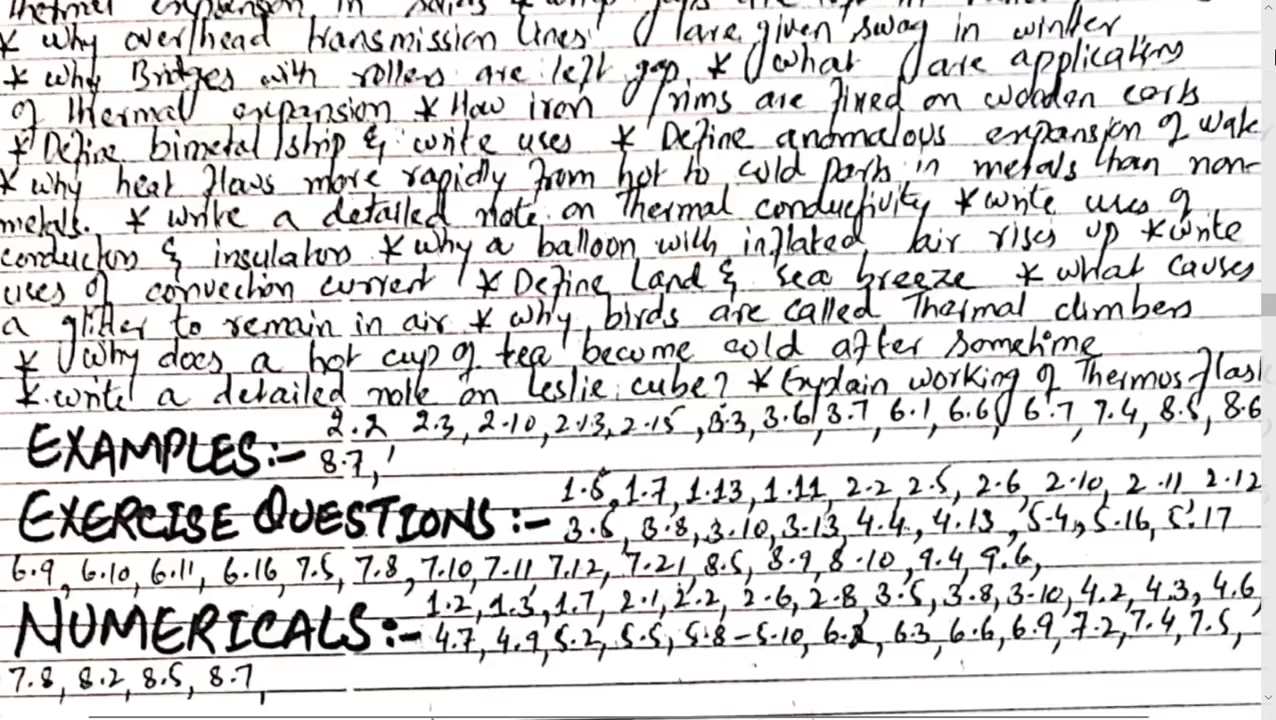 Thermal expansion in
* why overhead transmission lines are given swag in winter
* why Bridges with rollers are left gap * what are applications
of thermal expansion * How iron rims are fixed on wooden carts
* Define bimetal strip & write uses * Define anomalous expansion of wate
* why heat flows more rapidly from hot to cold parts in metals than non-
metals. * write a detailed note on Thermal conductivity * write uses of
conductors & insulators * why a balloon with inflated air rises up * write
uses of convection current * Define Land & sea breeze * what causes
a glider to remain in air * why birds are called Thermal climbers
* why does a hot cup of tea become cold after sometime
* write a detailed note on Leslie cube? * Explain working of Thermos flask
EXAMPLES:- 2.2 2.3, 2.10, 2.13, 2.15, 3.3, 3.6, 3.7, 6.1, 6.6, 6.7, 7.4, 8.5, 8.6
8.7,
EXERCISE QUESTIONS:- 1.6, 1.7, 1.13, 1.11, 2.2, 2.5, 2.6, 2.10, 2.11 2.12
3.5, 3.8, 3.10, 3.13, 4.4, 4.13, 5.4, 5.16, 5.17
6.9, 6.10, 6.11, 6.16, 7.5, 7.8, 7.10, 7.11 7.12, 7.21, 8.5, 8.9, 8.10, 9.4, 9.6,
NUMERICALS:- 1.2, 1.3, 1.7, 2.1, 2.2, 2.6, 2.8, 3.5, 3.8, 3.10, 4.2, 4.3, 4.6
4.7, 4.9, 5.2, 5.5, 5.8-5.10, 6.2, 6.3, 6.6, 6.9, 7.2, 7.4, 7.5,
7.8, 8.2, 8.5, 8.7,